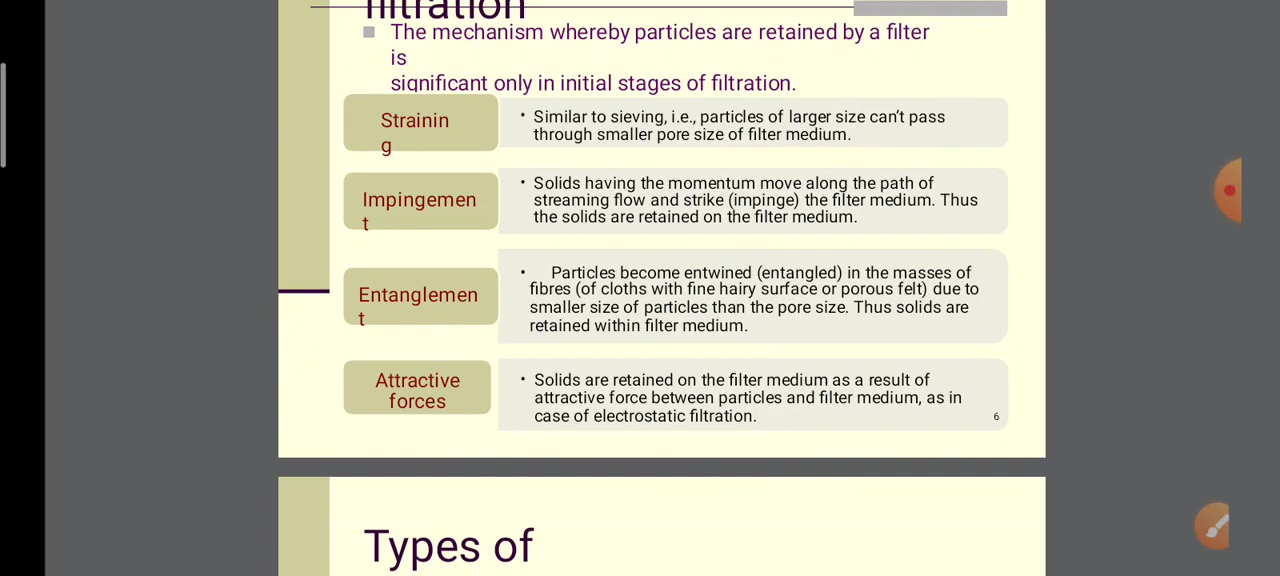 filtration
The mechanism whereby particles are retained by a filter
is
significant only in initial stages of filtration.
Strainin
g
• Similar to sieving, i.e., particles of larger size can't pass
through smaller pore size of filter medium.
Impingemen
t
• Solids having the momentum move along the path of
streaming flow and strike (impinge) the filter medium. Thus
the solids are retained on the filter medium.
Entanglemen
t
• Particles become entwined (entangled) in the masses of
fibres (of cloths with fine hairy surface or porous felt) due to
smaller size of particles than the pore size. Thus solids are
retained within filter medium.
Attractive
forces
• Solids are retained on the filter medium as a result of
attractive force between particles and filter medium, as in
case of electrostatic filtration.
6
Types of